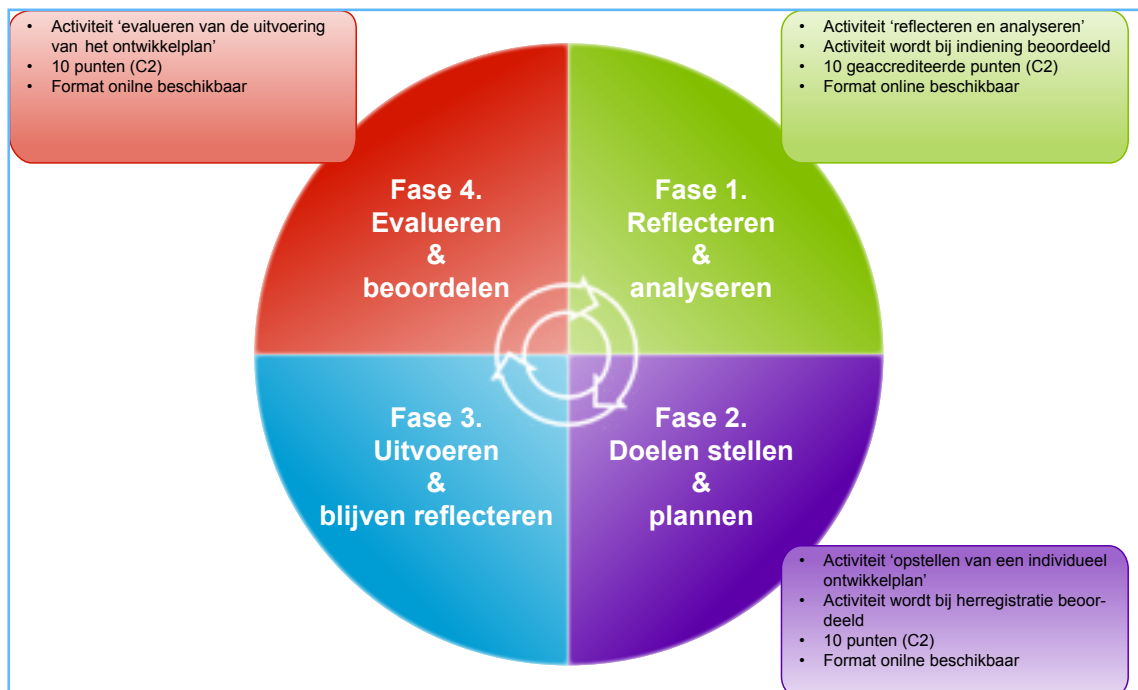 • Activiteit ‘evalueren van de uitvoering
van het ontwikkelplan’
• 10 punten (C2)
• Format onilne beschikbaar
• Activiteit ‘reflecteren en analyseren’
• Activiteit wordt bij indiening beoordeeld
• 10 geaccrediteerde punten (C2)
• Format online beschikbaar
Fase 4.
Evalueren
&
beoordelen
Fase 1.
Reflecteren
&
analyseren
Fase 3.
Uitvoeren
&
blijven reflecteren
Fase 2.
Doelen stellen
&
plannen
• Activiteit ‘opstellen van een individueel
ontwikkelplan’
• Activiteit wordt bij herregistratie beoor-
deeld
• 10 punten (C2)
• Format onilne beschikbaar